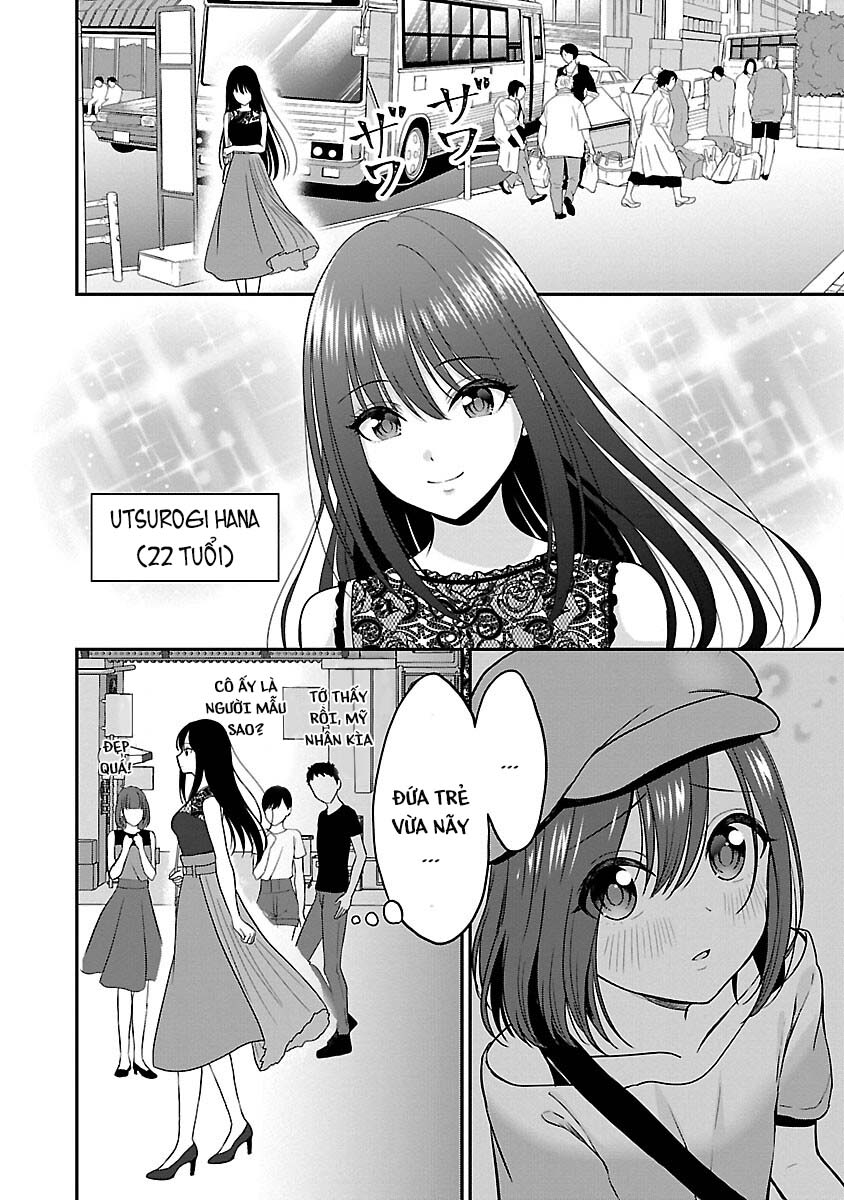 ザワ
ザワ
UTSUROGI HANA
(22 TUỔI)
CÔ ẤY LÀ
NGƯỜI MẪU
SAO?
TỚ THẤY
RỒI, MỸ
NHÂN KÌA
ĐẸP
QUÁ!
...
ĐỨA TRẺ
VỪA NÃY
...